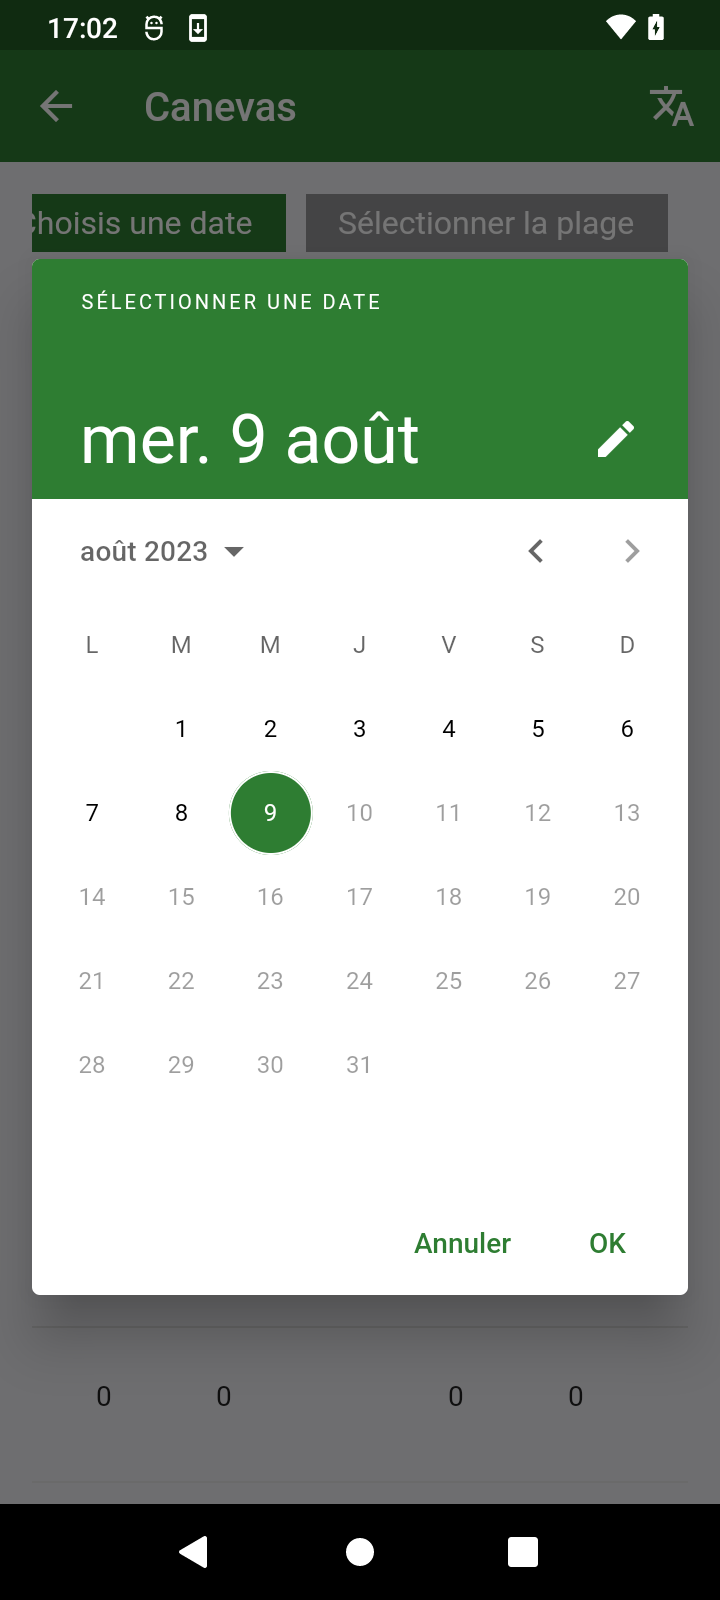 17:02
Canevas
Choisis une date Sélectionner la plage
SÉLECTIONNER UNE DATE
mer. 9 août
août 2023
L M M J V S D
1 2 3 4 5 6
7 8 9 10 11 12 13
14 15 16 17 18 19 20
21 22 23 24 25 26 27
28 29 30 31
Annuler OK
0 0 0 0